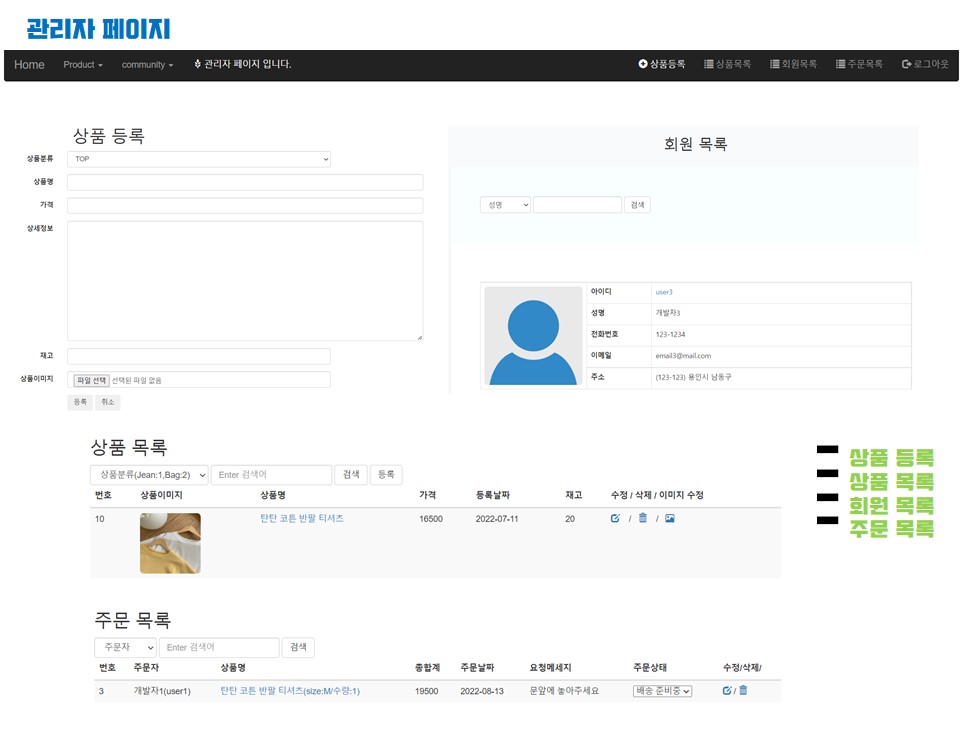 관리자 페이지
Home Product community 관리자 페이지 입니다. 상품등록 상품목록 회원목록 주문목록 로그아웃
상품 등록
상품분류 TOP
상품명
가격
상세정보
재고
상품이미지 파일 선택 선택된 파일 없음
등록 취소
회원 목록
성명 검색
아이디 user3
성명 개발자3
전화번호 123-1234
이메일 email3@mail.com
주소 (123-123) 용인시 남동구
상품 목록
상품분류(Jean:1,Bag:2) Enter 검색어 검색 등록
번호 상품이미지 상품명 가격 등록날짜 재고 수정 / 삭제 / 이미지 수정
10 탄탄 코튼 반팔 티셔츠 16500 2022-07-11 20 / /
상품 등록
상품 목록
회원 목록
주문 목록
주문 목록
주문자 Enter 검색어 검색
번호 주문자 상품명 총합계 주문날짜 요청메세지 주문상태 수정/삭제/
3 개발자1(user1) 탄탄 코튼 반팔 티셔츠(size:M/수량:1) 19500 2022-08-13 문앞에 놓아주세요 배송 준비중 /